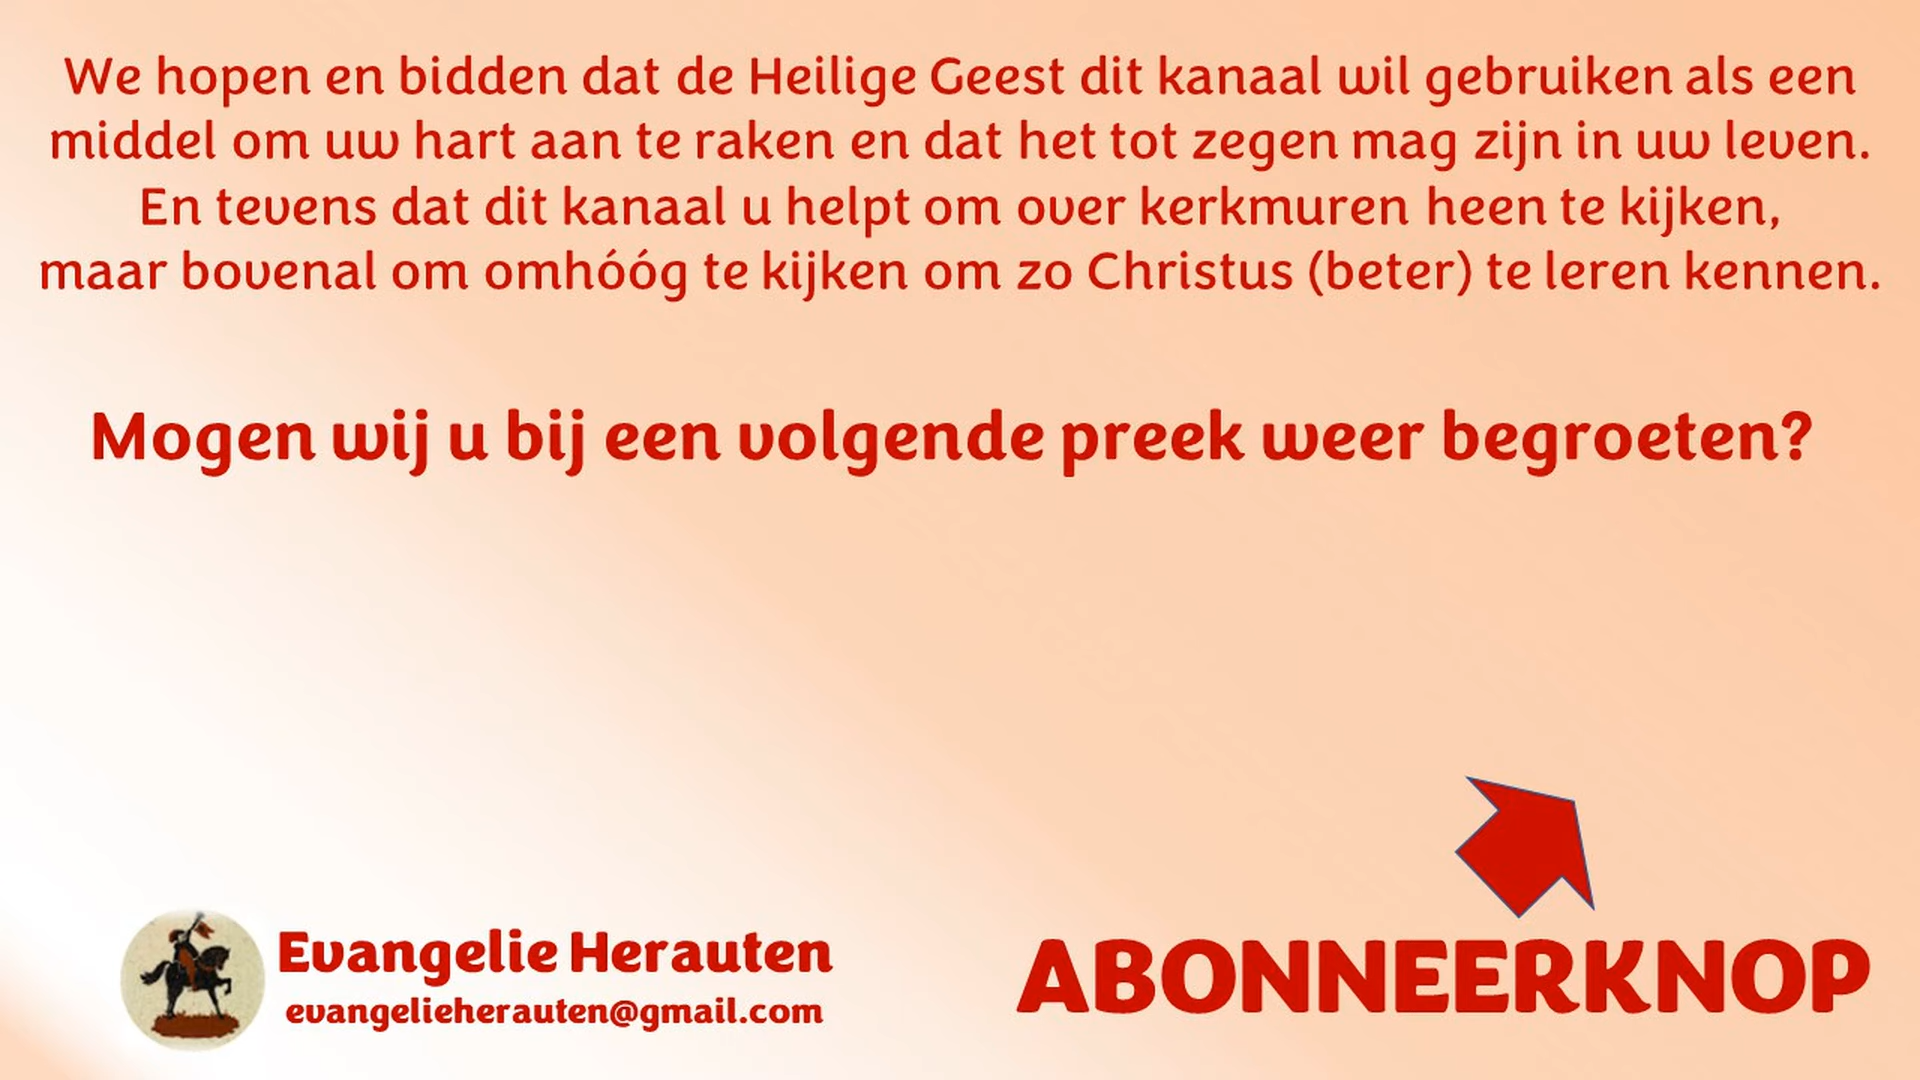 We hopen en bidden dat de Heilige Geest dit kanaal wil gebruiken als een
middel om uw hart aan te raken en dat het tot zegen mag zijn in uw leven.
En tevens dat dit kanaal u helpt om over kerkmuren heen te kijken,
maar bovenal om omhóóg te kijken om zo Christus (beter) te leren kennen.
Mogen wij u bij een volgende preek weer begroeten?
Evangelie Herauten
evangelieherauten@gmail.com
ABONNEERKNOP